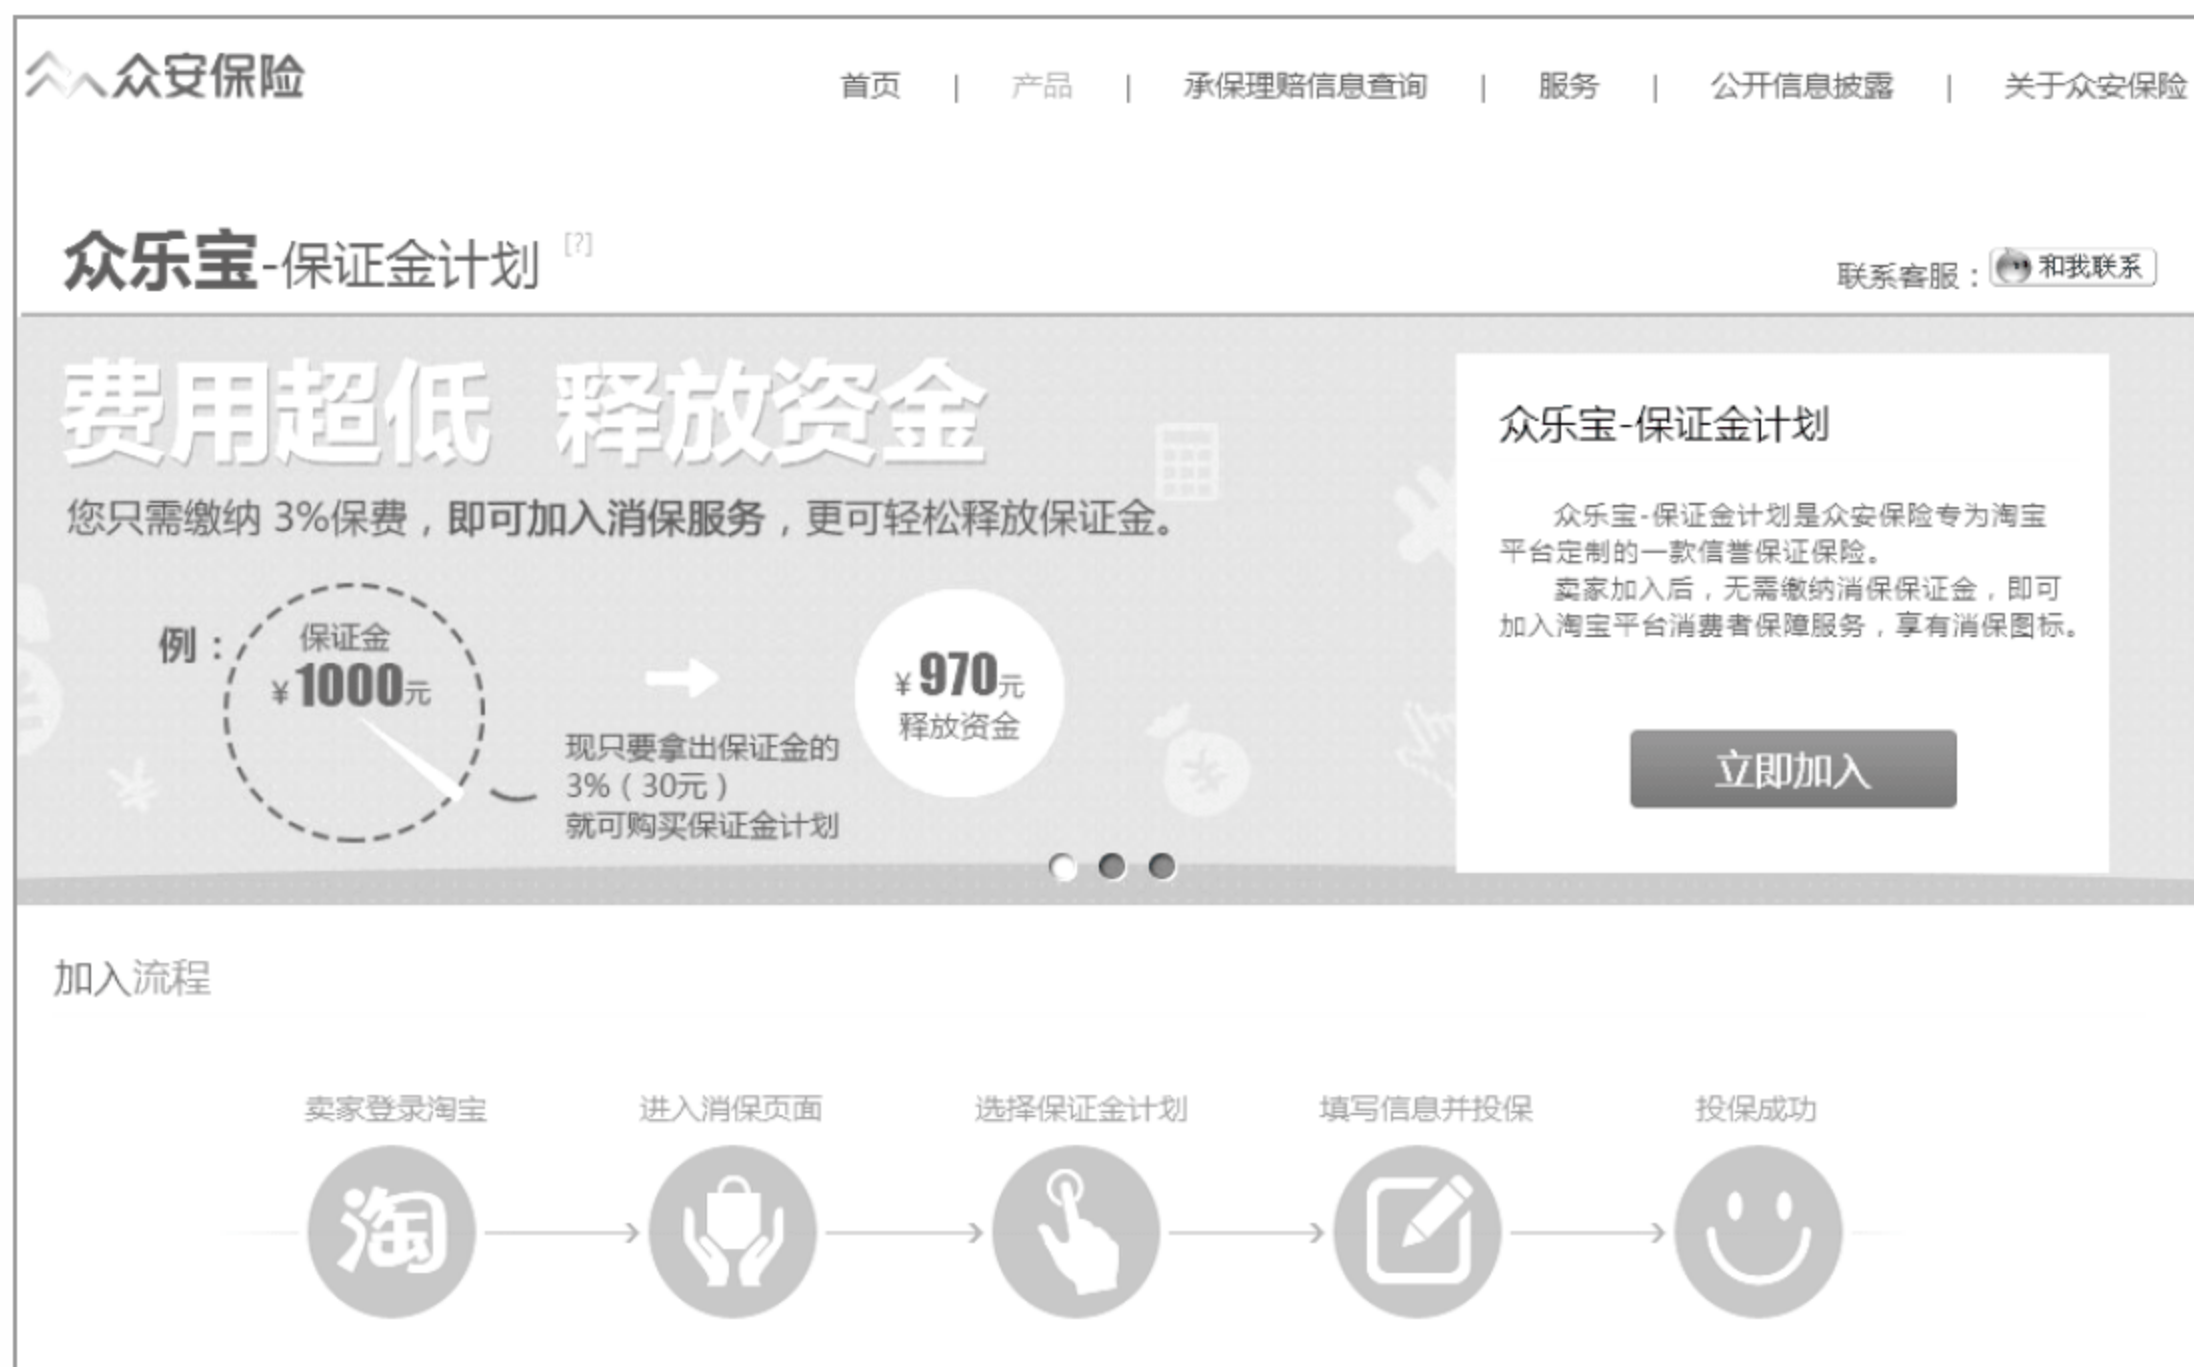 众安保险
首页 | 产品 | 承保理赔信息查询 | 服务 | 公开信息披露 | 关于众安保险
众乐宝-保证金计划 [?]
联系客服：和我联系
费用超低 释放资金
您只需缴纳 3%保费，即可加入消保服务，更可轻松释放保证金。
例：
保证金
¥1000元
现只要拿出保证金的
3%（30元）
就可购买保证金计划
¥970元
释放资金
众乐宝-保证金计划
众乐宝-保证金计划是众安保险专为淘宝
平台定制的一款信誉保证保险。
卖家加入后，无需缴纳消保保证金，即可
加入淘宝平台消费者保障服务，享有消保图标。
立即加入
加入流程
卖家登录淘宝
进入消保页面
选择保证金计划
填写信息并投保
投保成功
淘